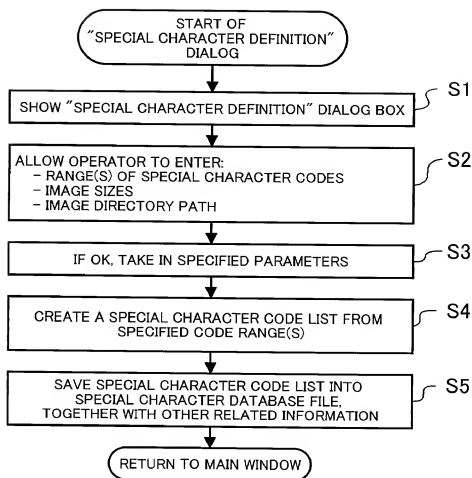 START OF
"SPECIAL CHARACTER DEFINITION"
DIALOG
S1
SHOW "SPECIAL CHARACTER DEFINITION" DIALOG BOX
S2
ALLOW OPERATOR TO ENTER:
- RANGE(S) OF SPECIAL CHARACTER CODES
- IMAGE SIZES
- IMAGE DIRECTORY PATH
S3
IF OK, TAKE IN SPECIFIED PARAMETERS
S4
CREATE A SPECIAL CHARACTER CODE LIST FROM
SPECIFIED CODE RANGE(S)
S5
SAVE SPECIAL CHARACTER CODE LIST INTO
SPECIAL CHARACTER DATABASE FILE,
TOGETHER WITH OTHER RELATED INFORMATION
RETURN TO MAIN WINDOW